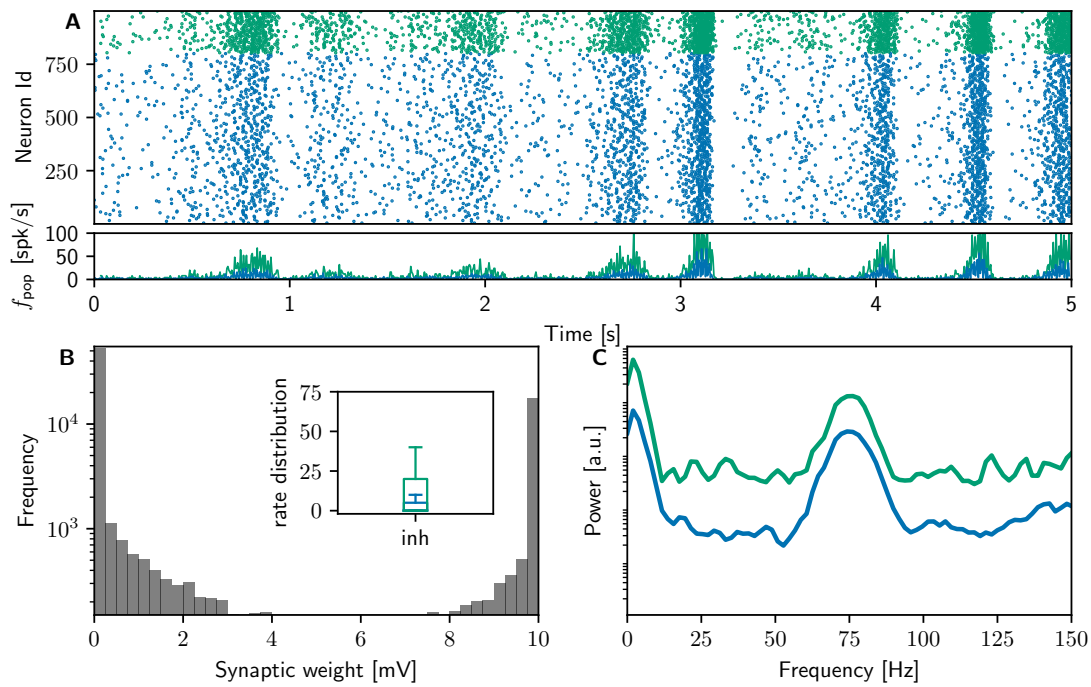 A
Neuron Id
750
500
250
f_pop [spk/s]
100
50
0
0 1 2 3 4 5
Time [s]
B
Frequency
10^4
10^3
0 2 4 6 8 10
Synaptic weight [mV]
rate distribution
75
50
25
0
inh
C
Power [a.u.]
0 25 50 75 100 125 150
Frequency [Hz]